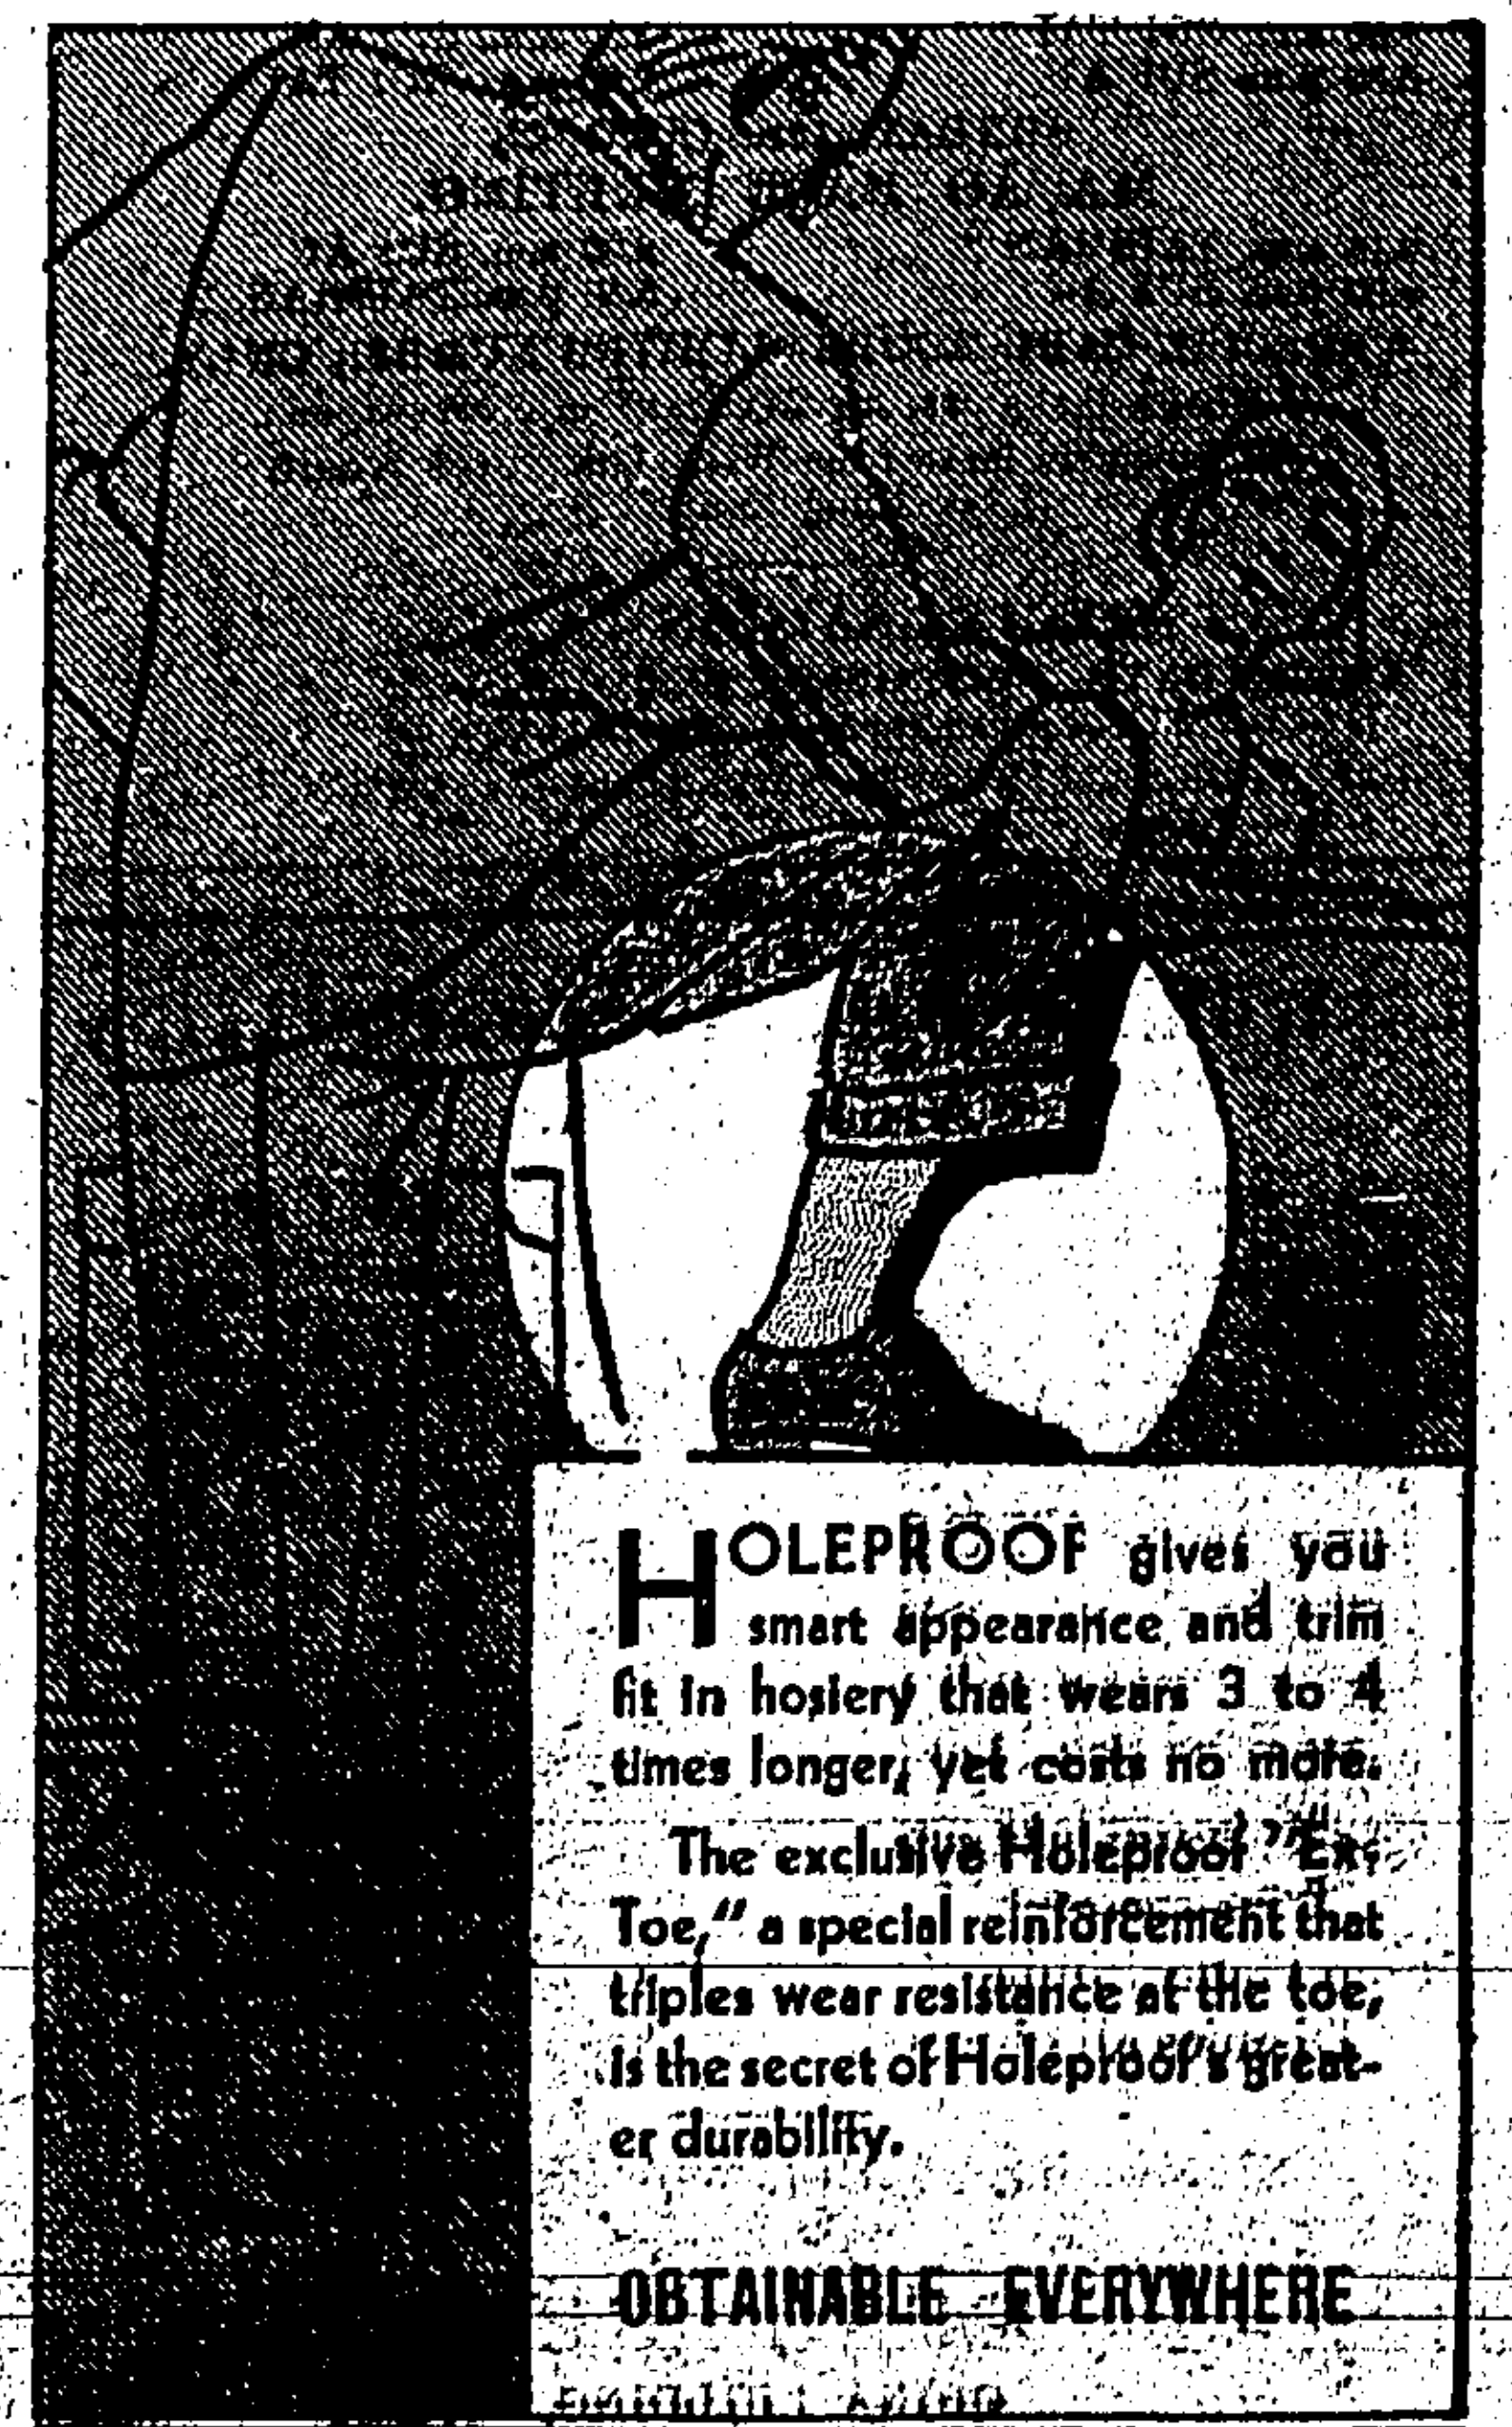 HOLEPROOF gives you
smart appearance and trim
fit in hosiery that wears 3 to 4
times longer, yet costs no more.
The exclusive Holeproof "Ex-
Toe," a special reinforcement that
triples wear resistance at the toe,
is the secret of Holeproof's great-
er durability.
OBTAINABLE EVERYWHERE